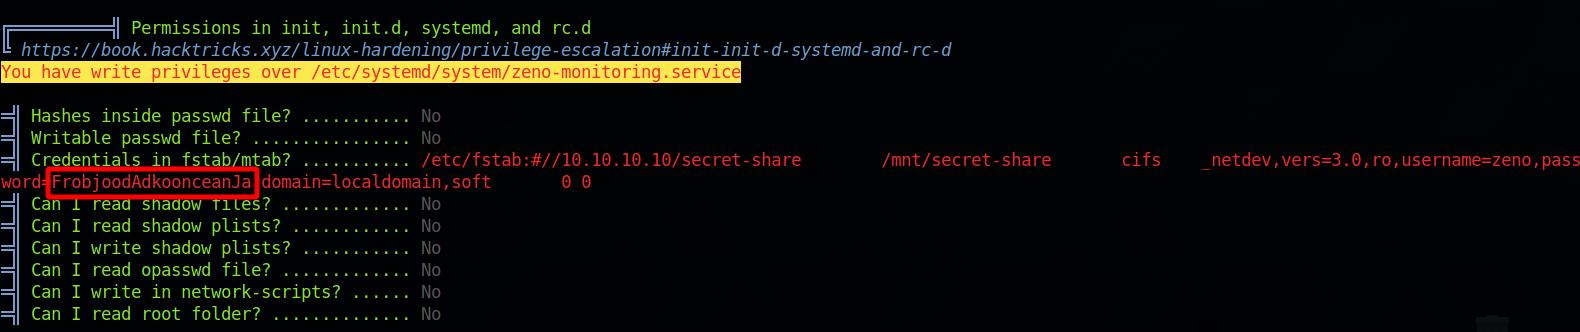 Permissions in init, init.d, systemd, and rc.d
https://book.hacktricks.xyz/linux-hardening/privilege-escalation#init-init-d-systemd-and-rc-d
You have write privileges over /etc/systemd/system/zeno-monitoring.service
Hashes inside passwd file? ........... No
Writable passwd file? ................ No
Credentials in fstab/mtab? ........... /etc/fstab:#//10.10.10.10/secret-share        /mnt/secret-share       cifs    _netdev,vers=3.0,ro,username=zeno,pass
word=FrobjoodAdkoonceanJa,domain=localdomain,soft       0 0
Can I read shadow files? ............. No
Can I read shadow plists? ............ No
Can I write shadow plists? ........... No
Can I read opasswd file? ............. No
Can I write in network-scripts? ...... No
Can I read root folder? .............. No